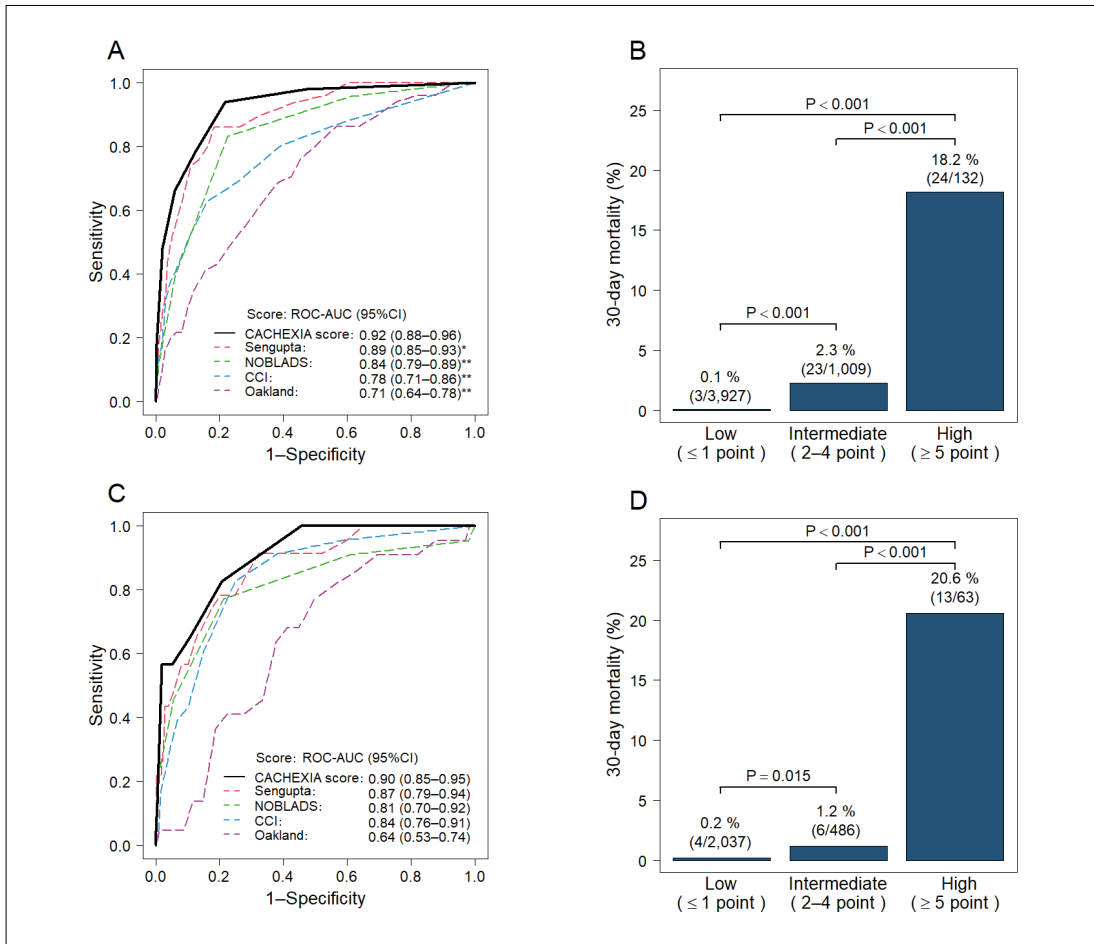 A
Sensitivity
1.0
0.8
0.6
0.4
0.2
0.0
Score: ROC-AUC (95%CI)
CACHEXIA score: 0.92 (0.88–0.96)
Sengupta: 0.89 (0.85–0.93)*
NOBLADS: 0.84 (0.79–0.89)**
CCI: 0.78 (0.71–0.86)**
Oakland: 0.71 (0.64–0.78)**
0.0 0.2 0.4 0.6 0.8 1.0
1–Specificity
B
30-day mortality (%)
25
20
15
10
5
0
P < 0.001
P < 0.001
18.2 %
(24/132)
P < 0.001
2.3 %
(23/1,009)
0.1 %
(3/3,927)
Low Intermediate High
( ≤ 1 point ) ( 2–4 point ) ( ≥ 5 point )
C
Sensitivity
1.0
0.8
0.6
0.4
0.2
0.0
Score: ROC-AUC (95%CI)
CACHEXIA score: 0.90 (0.85–0.95)
Sengupta: 0.87 (0.79–0.94)
NOBLADS: 0.81 (0.70–0.92)
CCI: 0.84 (0.76–0.91)
Oakland: 0.64 (0.53–0.74)
0.0 0.2 0.4 0.6 0.8 1.0
1–Specificity
D
30-day mortality (%)
25
20
15
10
5
0
P < 0.001
P < 0.001
20.6 %
(13/63)
P = 0.015
1.2 %
(6/486)
0.2 %
(4/2,037)
Low Intermediate High
( ≤ 1 point ) ( 2–4 point ) ( ≥ 5 point )